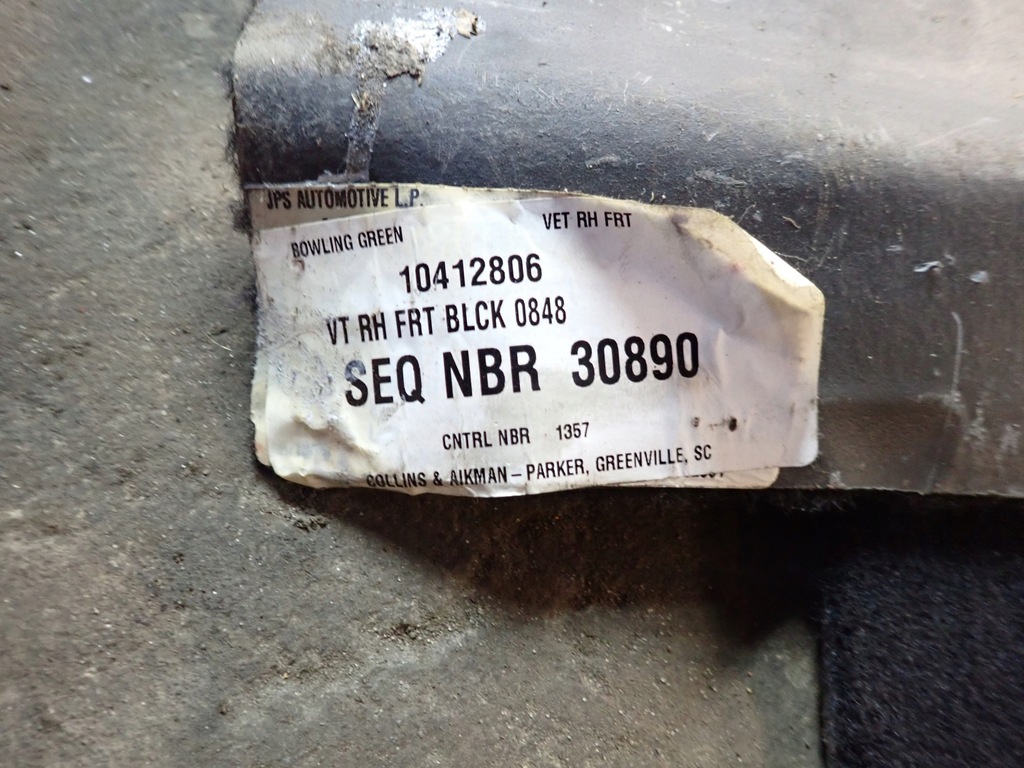 JPS AUTOMOTIVE L.P.
BOWLING GREEN VET RH FRT
10412806
VT RH FRT BLCK 0848
SEQ NBR 30890
CNTRL NBR 1357
COLLINS & AIKMAN – PARKER, GREENVILLE, SC